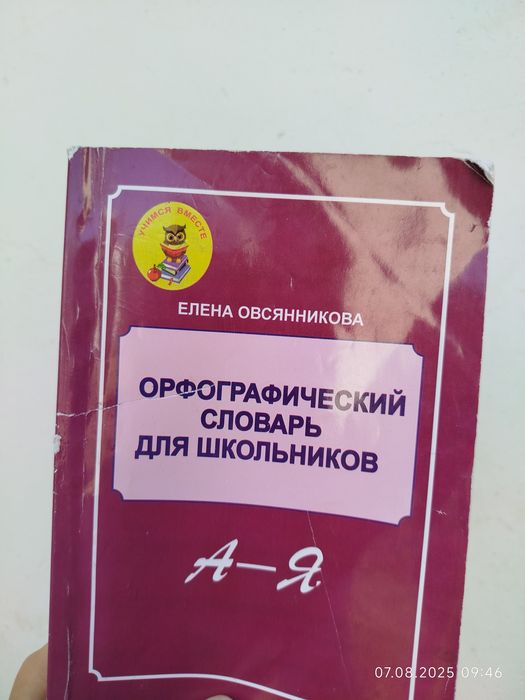 УЧИМСЯ ВМЕСТЕ
ЕЛЕНА ОВСЯННИКОВА
ОРФОГРАФИЧЕСКИЙ
СЛОВАРЬ
ДЛЯ ШКОЛЬНИКОВ
А–Я
07.08.2025 09:46